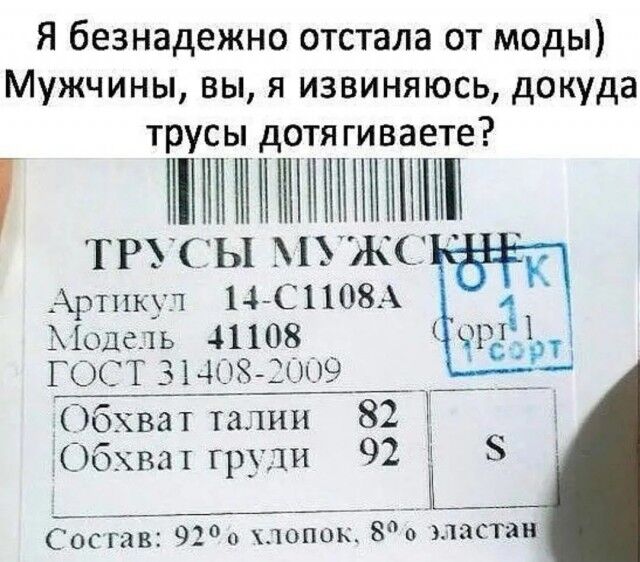 Я безнадежно отстала от моды)
Мужчины, вы, я извиняюсь, докуда
трусы дотягиваете?
ТРУСЫ МУЖСКИЕ
Артикул 14-С1108А
Модель 41108 Сорт 1
ГОСТ 31408-2009
ОТК
1
1 сорт
Обхват талии 82
Обхват груди 92
S
Состав: 92% хлопок, 8% эластан